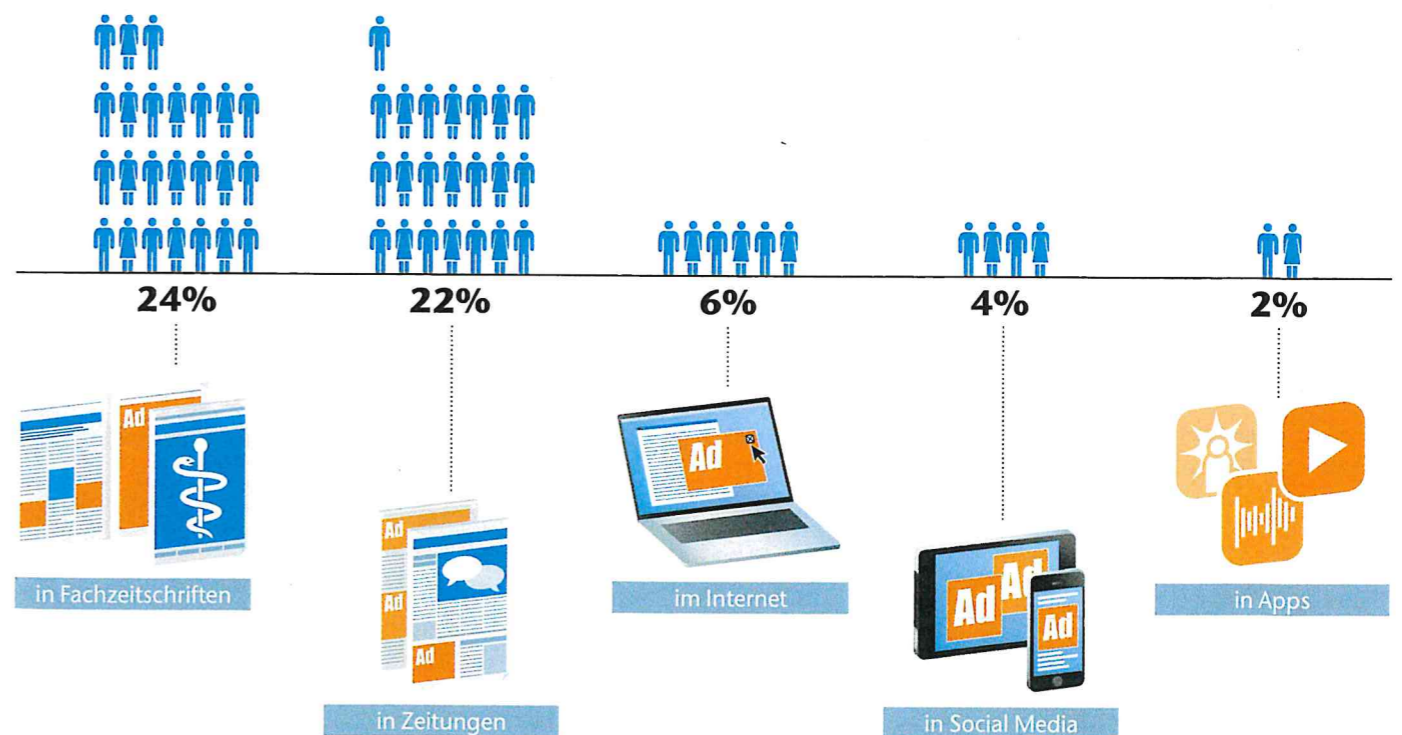 24%
22%
6%
4%
2%
Ad
in Fachzeitschriften
Ad
Ad
Ad
in Zeitungen
Ad
im Internet
Ad
Ad
Ad
in Social Media
in Apps